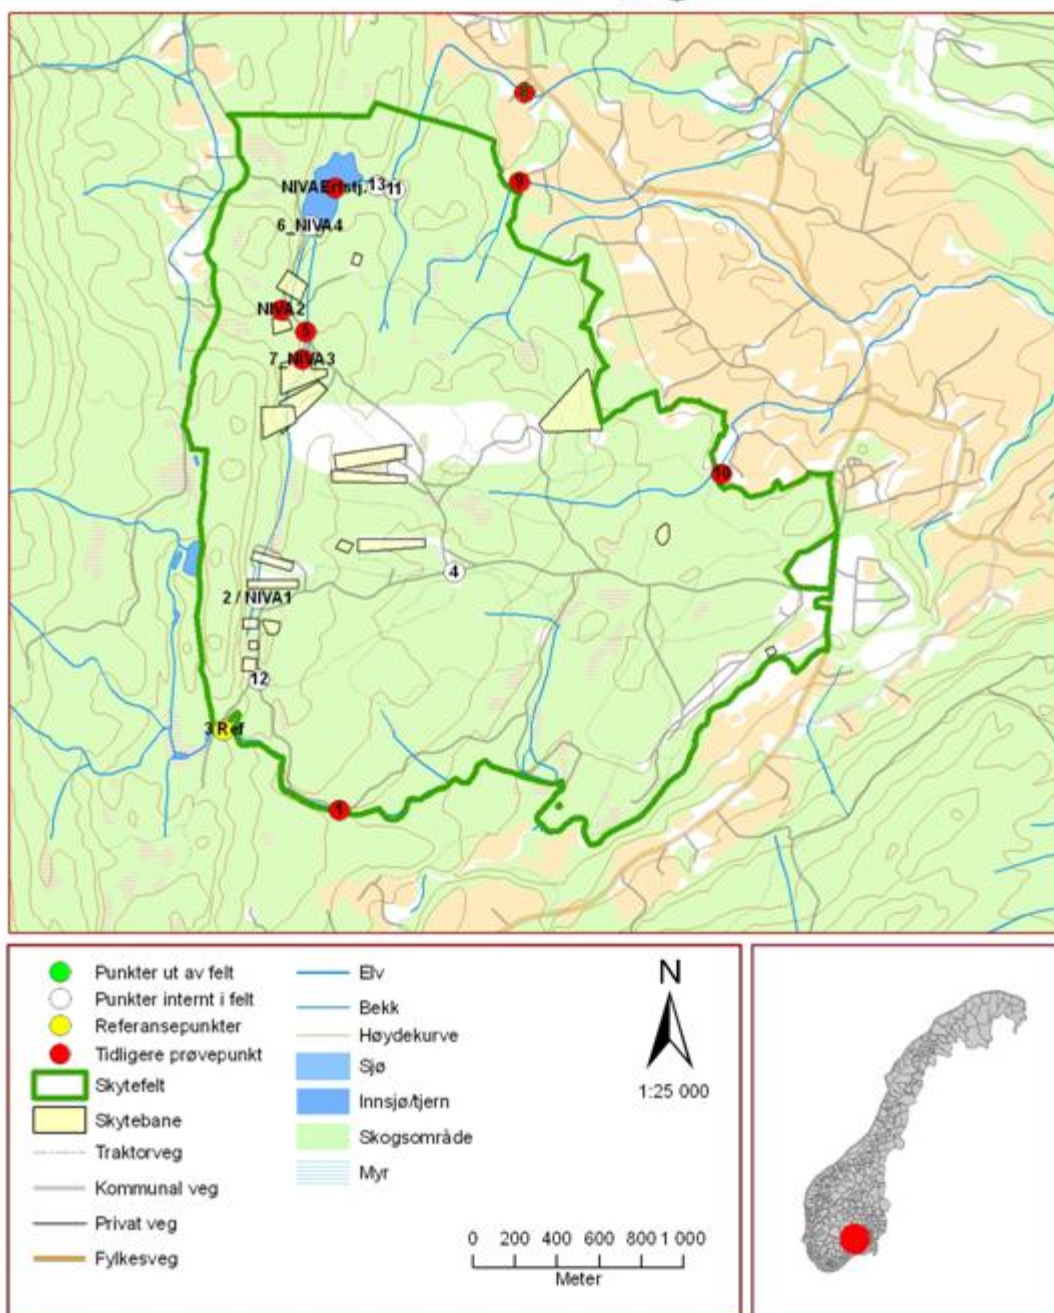 8
9
NIVAErtstj. 13 11
6_NIVA4
NIVA2
5
7_NIVA3
10
4
2 / NIVA1
12
3 Ref
1
Punkter ut av felt
Punkter internt i felt
Referansepunkter
Tidligere prøvepunkt
Skytefelt
Skytebane
Traktorveg
Kommunal veg
Privat veg
Fylkesveg
Elv
Bekk
Høydekurve
Sjø
Innsjø/tjern
Skogsområde
Myr
N
1:25 000
0 200 400 600 800 1 000
Meter